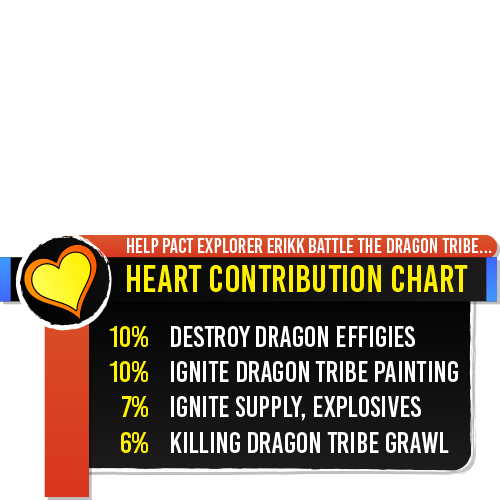 HELP PACT EXPLORER ERIKK BATTLE THE DRAGON TRIBE...
HEART CONTRIBUTION CHART
10% DESTROY DRAGON EFFIGIES
10% IGNITE DRAGON TRIBE PAINTING
7% IGNITE SUPPLY, EXPLOSIVES
6% KILLING DRAGON TRIBE GRAWL